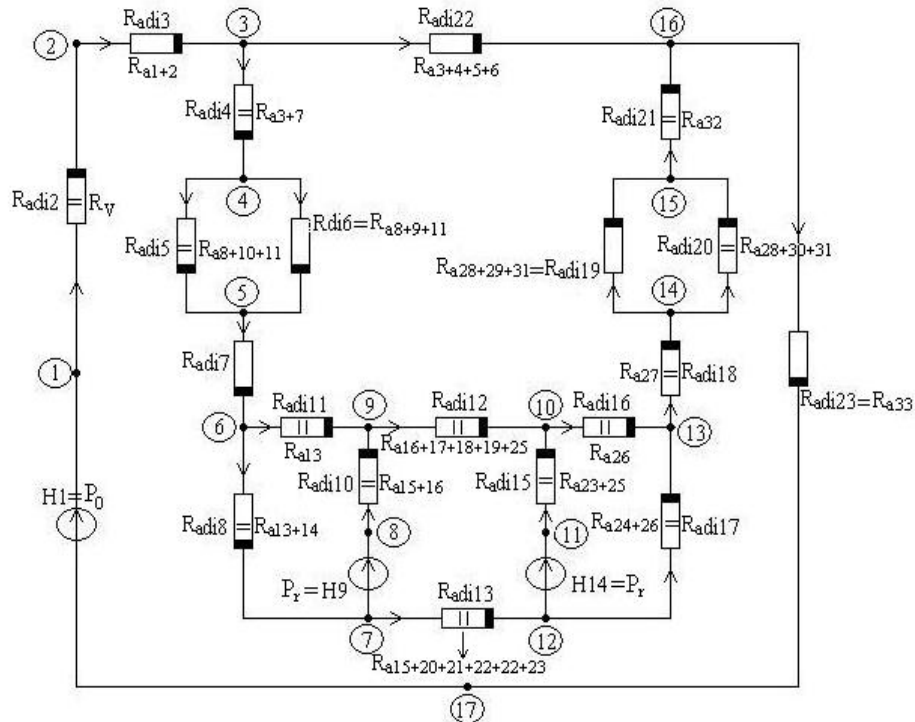 3
16
2
Radi3
Ra1+2
Radi22
Ra3+4+5+6
Radi4 = Ra3+7
Radi21 = Ra32
4
15
Radi2 = RV
Radi5 = Ra8+10+11
Rdi6=Ra8+9+11
Ra28+29+31=Radi19
Radi20 = Ra28+30+31
5
14
1
Radi7
Ra27 = Radi18
Radi23=Ra33
6
Radi11
=
Ra13
9
Radi12
=
Ra16+17+18+19+25
10
Radi16
=
Ra26
13
Radi10 = Ra15+16
Radi15 = Ra23+25
H1=P0
Radi8 = Ra13+14
8
11
Ra24+26 = Radi17
Pr=H9
H14=Pr
7
Radi13
=
12
Ra15+20+21+22+22+23
17